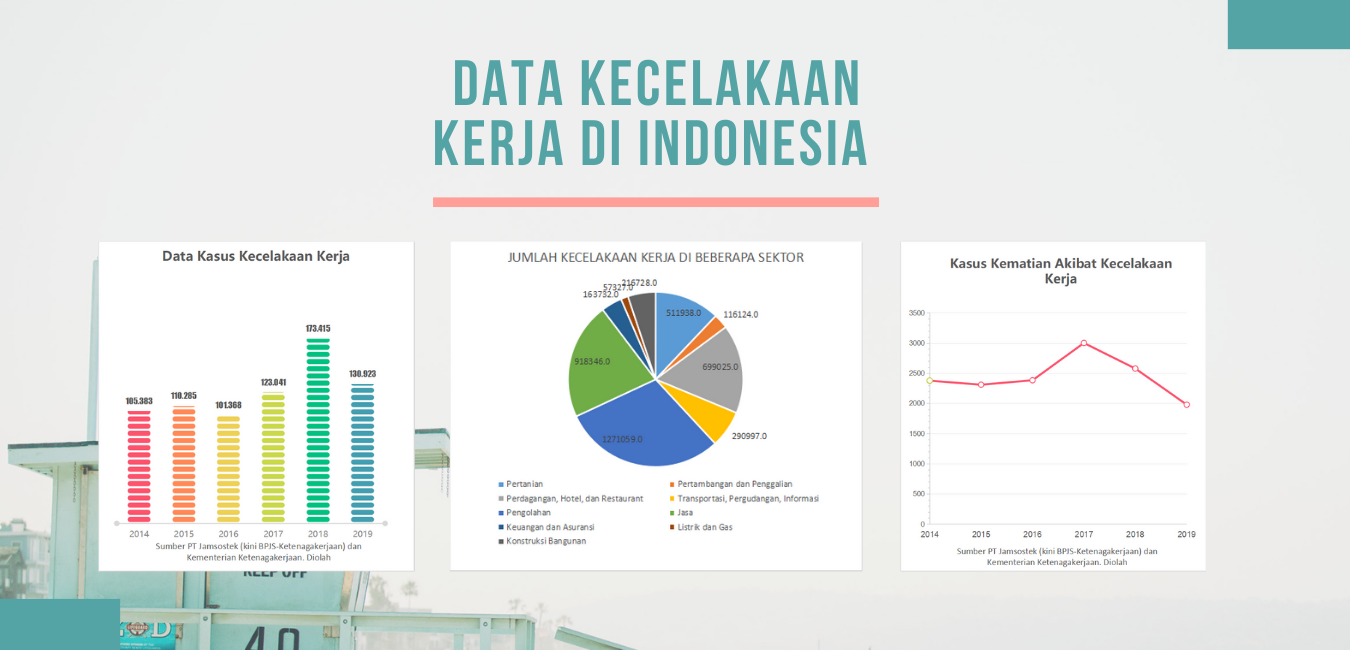 DATA KECELAKAAN
KERJA DI INDONESIA
Data Kasus Kecelakaan Kerja
105.383
110.285
101.368
123.041
173.415
130.923
2014 2015 2016 2017 2018 2019
Sumber PT Jamsostek (kini BPJS-Ketenagakerjaan) dan
Kementerian Ketenagakerjaan. Diolah
JUMLAH KECELAKAAN KERJA DI BEBERAPA SEKTOR
216728.0
57327.0
163732.0
511938.0
116124.0
918346.0
699025.0
1271059.0
290997.0
Pertanian
Pertambangan dan Penggalian
Perdagangan, Hotel, dan Restaurant
Transportasi, Pergudangan, Informasi
Pengolahan
Jasa
Keuangan dan Asuransi
Listrik dan Gas
Konstruksi Bangunan
Kasus Kematian Akibat Kecelakaan
Kerja
3500
3000
2500
2000
1500
1000
500
0
2014 2015 2016 2017 2018 2019
Sumber PT Jamsostek (kini BPJS-Ketenagakerjaan) dan
Kementerian Ketenagakerjaan. Diolah
KEEP OFF